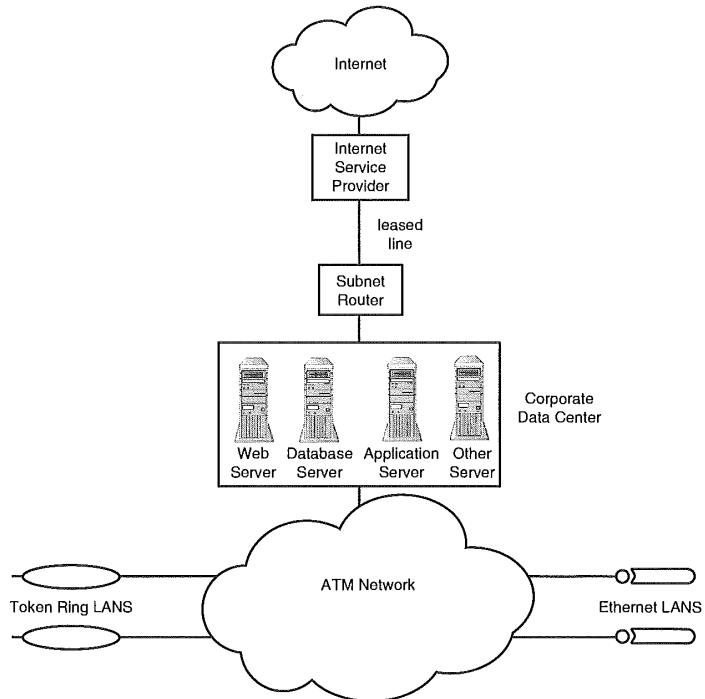 Internet
Internet
Service
Provider
leased
line
Subnet
Router
Corporate
Data Center
Web
Server
Database
Server
Application
Server
Other
Server
ATM Network
Token Ring LANS
Ethernet LANS